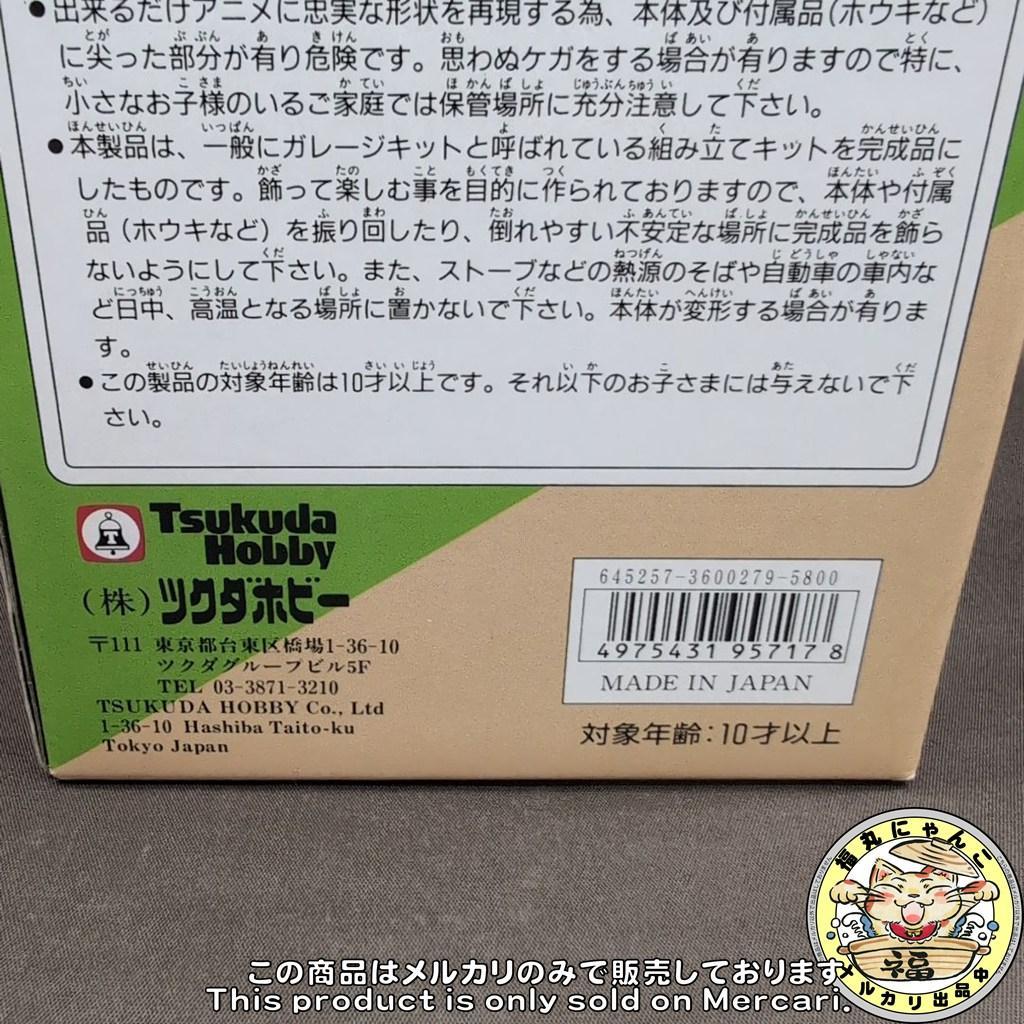 ●出来るだけアニメに忠実な形状を再現する為、本体及び付属品（ホウキなど）
に尖った部分が有り危険です。思わぬケガをする場合が有りますので特に、
小さなお子様のいるご家庭では保管場所に充分注意して下さい。
●本製品は、一般にガレージキットと呼ばれている組み立てキットを完成品に
したものです。飾って楽しむ事を目的に作られておりますので、本体や付属
品（ホウキなど）を振り回したり、倒れやすい不安定な場所に完成品を飾ら
ないようにして下さい。また、ストーブなどの熱源のそばや自動車の車内な
ど日中、高温となる場所に置かないで下さい。本体が変形する場合が有りま
す。
●この製品の対象年齢は10才以上です。それ以下のお子さまには与えないで下
さい。
T
Tsukuda
Hobby
（株）ツクダホビー
〒111 東京都台東区橋場1-36-10
ツクダグループビル5F
TEL 03-3871-3210
TSUKUDA HOBBY Co., Ltd
1-36-10 Hashiba Taito-ku
Tokyo Japan
645257-3600279-5800
4975431 957178
MADE IN JAPAN
対象年齢：10才以上
福丸にゃんこ
福
メルカリ出品中
この商品はメルカリのみで販売しております
This product is only sold on Mercari.